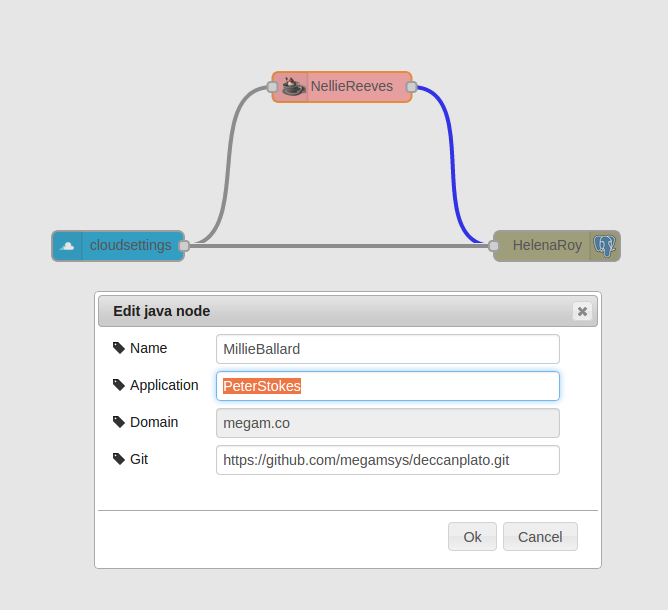 NellieReeves
cloudsettings
HelenaRoy
Edit java node
Name
MillieBallard
Application
PeterStokes
Domain
megam.co
Git
https://github.com/megamsys/deccanplato.git
Ok
Cancel